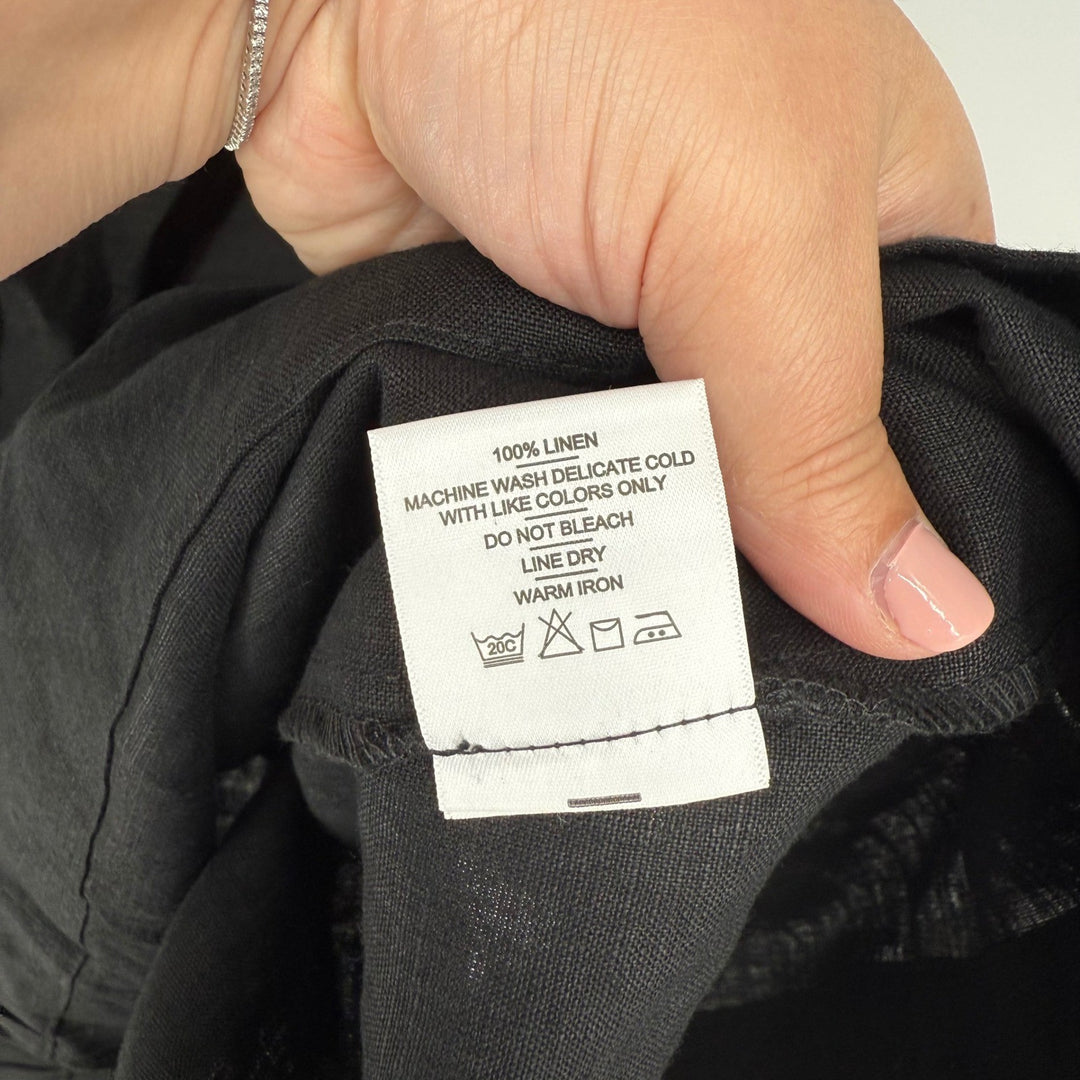 100% LINEN
MACHINE WASH DELICATE COLD
WITH LIKE COLORS ONLY
DO NOT BLEACH
LINE DRY
WARM IRON
20C